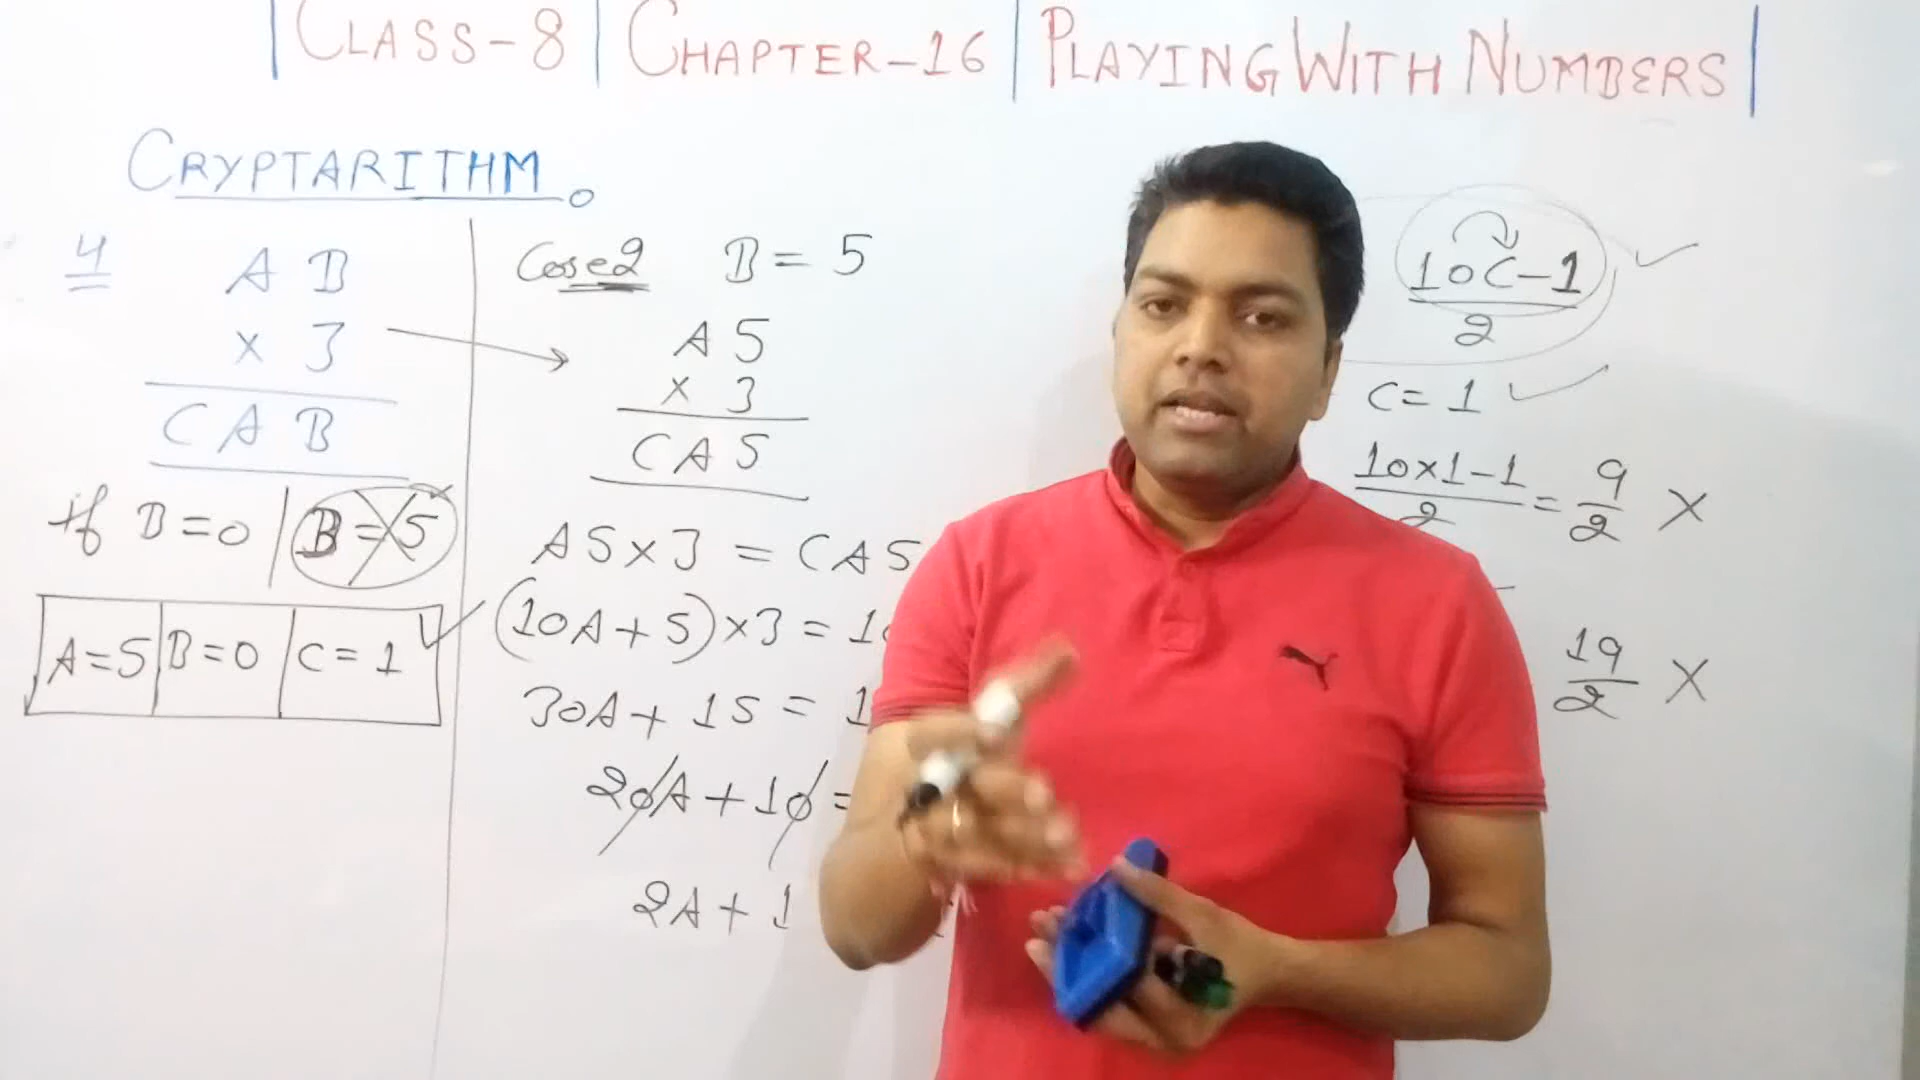 | CLASS-8 | CHAPTER-16 | PLAYING WITH NUMBERS |
CRYPTARITHM
4
A B
× 3
C A B
if B=0 | B=5
A=5 | B=0 | C=1
Case 2 B=5
A 5
× 3
C A 5
A5×3 = CA5
(10A+5)×3 = 1
30A+15 = 1
20A+10 =
2A+1
10C-1
2
C=1
10×1-1
2
= 9
2
×
19
2
×